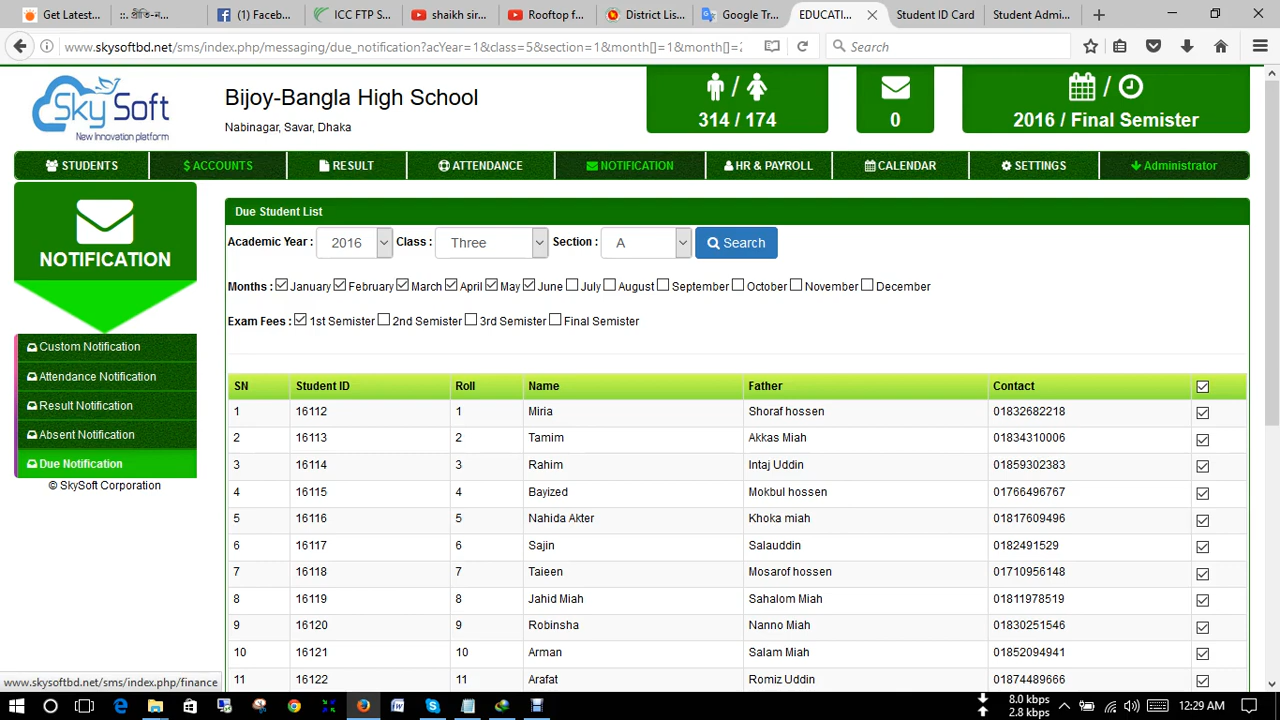 Get Latest...
::. প্রীতি-ন...
(1) Faceb...
ICC FTP S...
shaikh sir...
Rooftop f...
District Lis...
Google Tr...
EDUCATI...
Student ID Card
Student Admi...
www.skysoftbd.net/sms/index.php/messaging/due_notification?acYear=1&class=5&section=1&month[]=1&month[]=2
Search
Sky Soft
New Innovation platform
Bijoy-Bangla High School
Nabinagar, Savar, Dhaka
/
314 / 174
0
/
2016 / Final Semister
STUDENTS
$ ACCOUNTS
RESULT
ATTENDANCE
NOTIFICATION
HR & PAYROLL
CALENDAR
SETTINGS
Administrator
NOTIFICATION
Custom Notification
Attendance Notification
Result Notification
Absent Notification
Due Notification
© SkySoft Corporation
Due Student List
Academic Year : 2016 Class : Three Section : A Search
Months : January February March April May June July August September October November December
Exam Fees : 1st Semister 2nd Semister 3rd Semister Final Semister
SN Student ID Roll Name Father Contact
1 16112 1 Miria Shoraf hossen 01832682218
2 16113 2 Tamim Akkas Miah 01834310006
3 16114 3 Rahim Intaj Uddin 01859302383
4 16115 4 Bayized Mokbul hossen 01766496767
5 16116 5 Nahida Akter Khoka miah 01817609496
6 16117 6 Sajin Salauddin 0182491529
7 16118 7 Taieen Mosarof hossen 01710956148
8 16119 8 Jahid Miah Sahalom Miah 01811978519
9 16120 9 Robinsha Nanno Miah 01830251546
10 16121 10 Arman Salam Miah 01852094941
11 16122 11 Arafat Romiz Uddin 01874489666
www.skysoftbd.net/sms/index.php/finance
8.0 kbps
2.8 kbps
12:29 AM